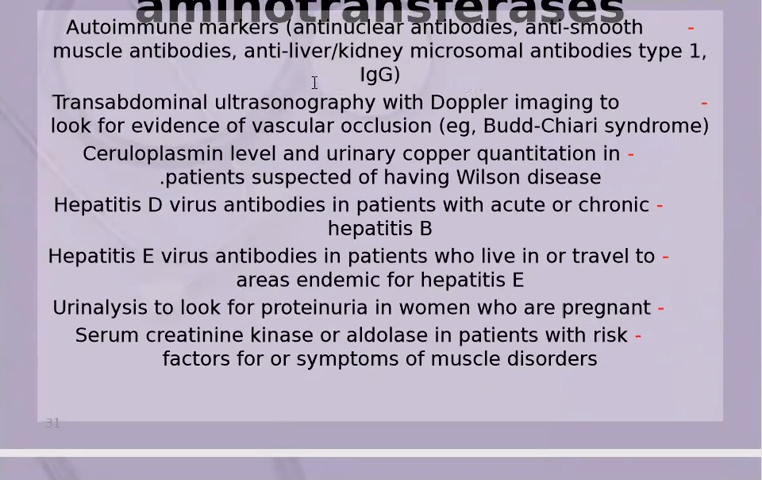 aminotransferases
Autoimmune markers (antinuclear antibodies, anti-smooth -
muscle antibodies, anti-liver/kidney microsomal antibodies type 1,
IgG)
Transabdominal ultrasonography with Doppler imaging to -
look for evidence of vascular occlusion (eg, Budd-Chiari syndrome)
Ceruloplasmin level and urinary copper quantitation in -
.patients suspected of having Wilson disease
Hepatitis D virus antibodies in patients with acute or chronic -
hepatitis B
Hepatitis E virus antibodies in patients who live in or travel to -
areas endemic for hepatitis E
Urinalysis to look for proteinuria in women who are pregnant -
Serum creatinine kinase or aldolase in patients with risk -
factors for or symptoms of muscle disorders
31